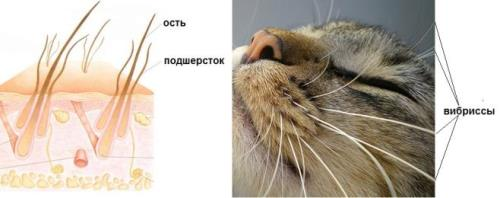 ость
подшерсток
вибриссы